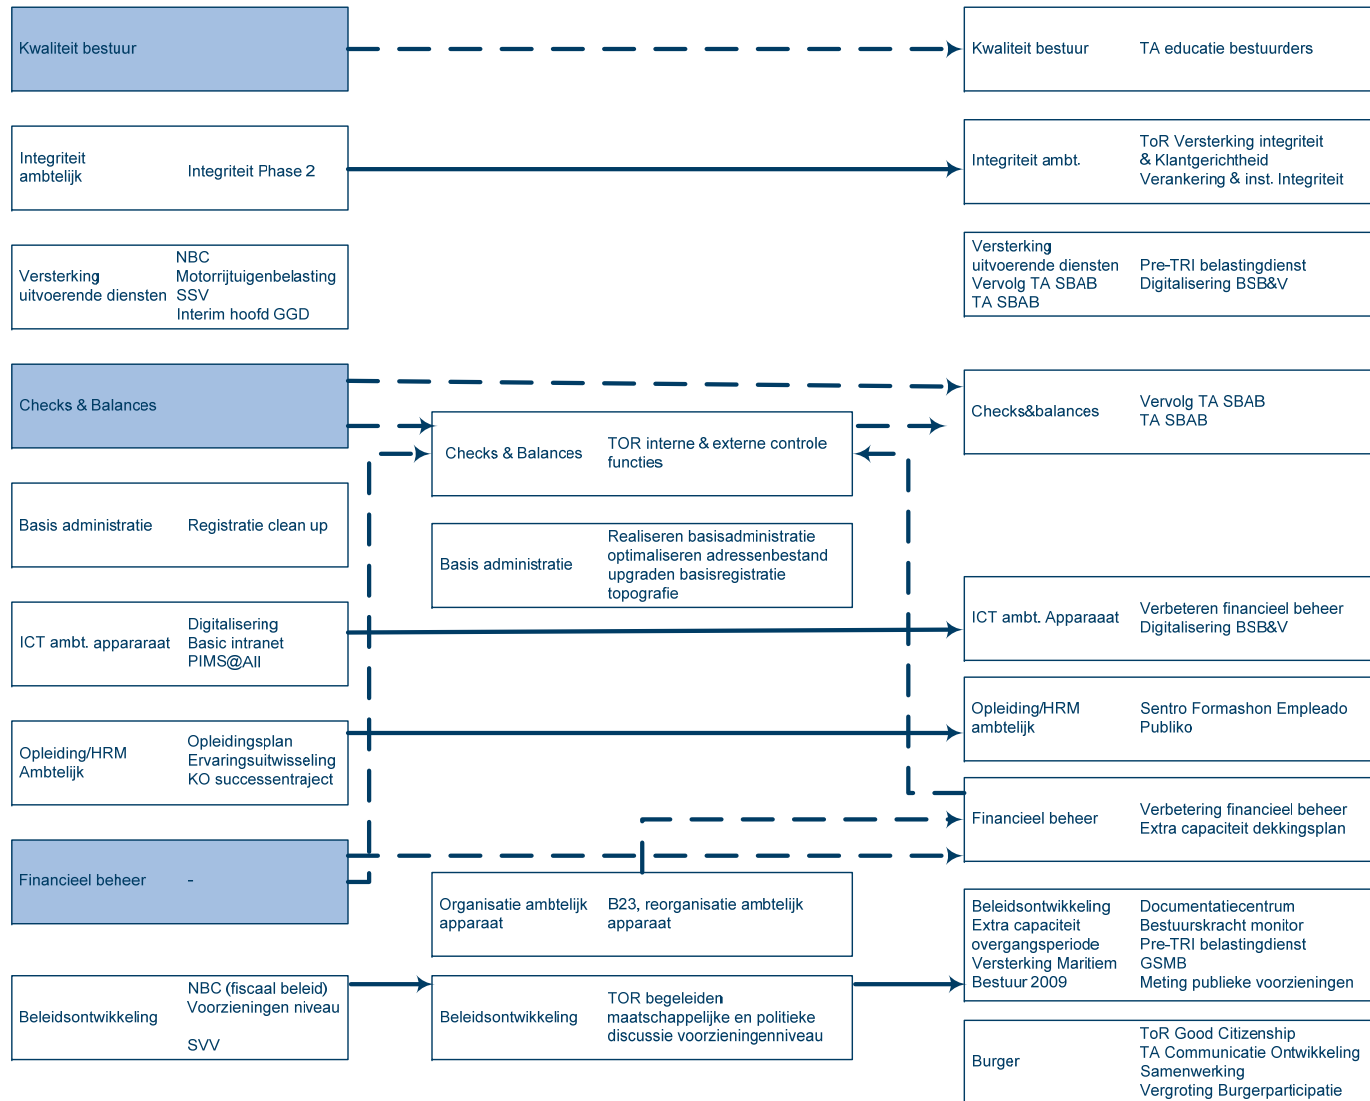 Kwaliteit bestuur
Kwaliteit bestuur
TA educatie bestuurders
Integriteit
ambtelijk
Integriteit Phase 2
Integriteit ambt.
ToR Versterking integriteit
& Klantgerichtheid
Verankering & inst. Integriteit
Versterking
uitvoerende diensten
NBC
Motorrijtuigenbelasting
SSV
Interim hoofd GGD
Versterking
uitvoerende diensten
Vervolg TA SBAB
TA SBAB
Pre-TRI belastingdienst
Digitalisering BSB&V
Checks & Balances
Checks & Balances
TOR interne & externe controle
functies
Checks&balances
Vervolg TA SBAB
TA SBAB
Basis administratie
Registratie clean up
Basis administratie
Realiseren basisadministratie
optimaliseren adressenbestand
upgraden basisregistratie
topografie
ICT ambt. appararaat
Digitalisering
Basic intranet
PIMS@All
ICT ambt. Apparaaat
Verbeteren financieel beheer
Digitalisering BSB&V
Opleiding/HRM
Ambtelijk
Opleidingsplan
Ervaringsuitwisseling
KO successentraject
Opleiding/HRM
ambtelijk
Sentro Formashon Empleado
Publiko
Financieel beheer
-
Financieel beheer
Verbetering financieel beheer
Extra capaciteit dekkingsplan
Organisatie ambtelijk
apparaat
B23, reorganisatie ambtelijk
apparaat
Beleidsontwikkeling
NBC (fiscaal beleid)
Voorzieningen niveau
SVV
Beleidsontwikkeling
TOR begeleiden
maatschappelijke en politieke
discussie voorzieningenniveau
Beleidsontwikkeling
Extra capaciteit
overgangsperiode
Versterking Maritiem
Bestuur 2009
Documentatiecentrum
Bestuurskracht monitor
Pre-TRI belastingdienst
GSMB
Meting publieke voorzieningen
Burger
ToR Good Citizenship
TA Communicatie Ontwikkeling
Samenwerking
Vergroting Burgerparticipatie